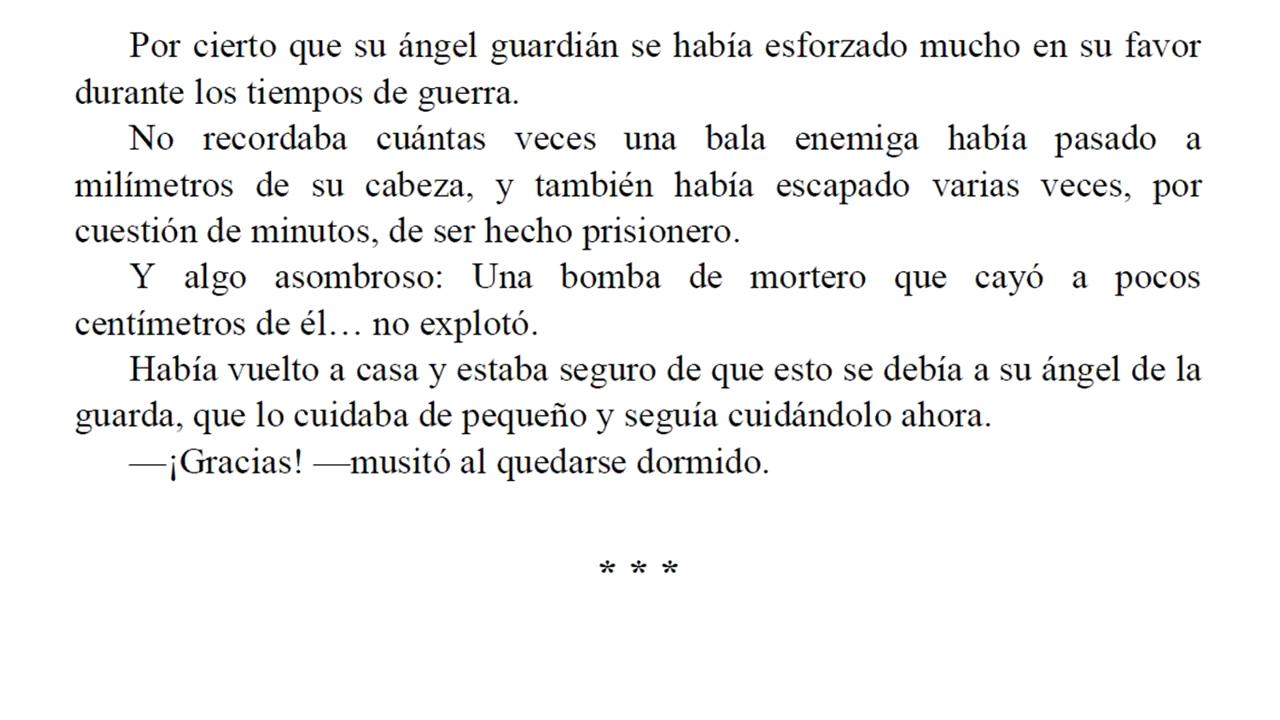 Por cierto que su ángel guardián se había esforzado mucho en su favor
durante los tiempos de guerra.
No recordaba cuántas veces una bala enemiga había pasado a
milímetros de su cabeza, y también había escapado varias veces, por
cuestión de minutos, de ser hecho prisionero.
Y algo asombroso: Una bomba de mortero que cayó a pocos
centímetros de él… no explotó.
Había vuelto a casa y estaba seguro de que esto se debía a su ángel de la
guarda, que lo cuidaba de pequeño y seguía cuidándolo ahora.
—¡Gracias! —musitó al quedarse dormido.
* * *